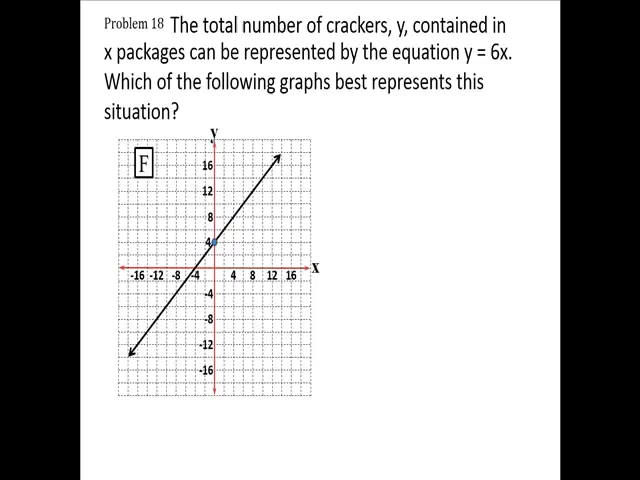 Problem 18 The total number of crackers, y, contained in
x packages can be represented by the equation y = 6x.
Which of the following graphs best represents this
situation?
y
F
16
12
8
4
x
-16 -12 -8 -4 4 8 12 16
-4
-8
-12
-16